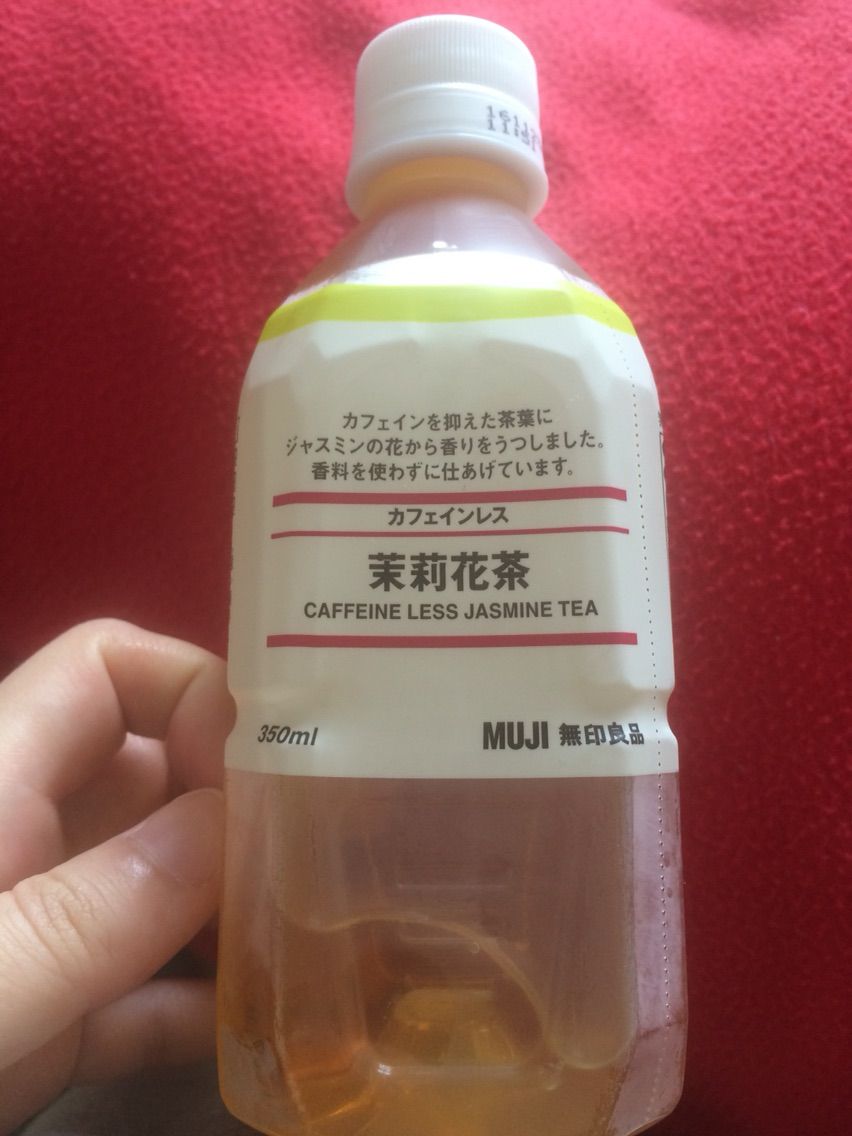 カフェインを抑えた茶葉に
ジャスミンの花から香りをうつしました。
香料を使わずに仕あげています。
カフェインレス
茉莉花茶
CAFFEINE LESS JASMINE TEA
350ml MUJI 無印良品